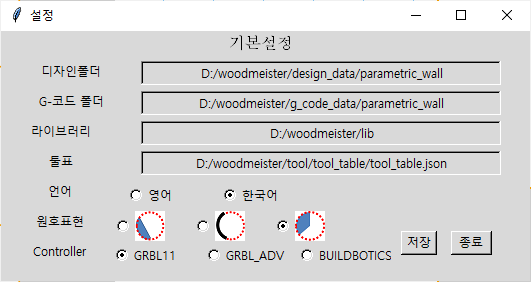 설정
기본설정
디자인폴더 D:/woodmeister/design_data/parametric_wall
G-코드 폴더 D:/woodmeister/g_code_data/parametric_wall
라이브러리 D:/woodmeister/lib
툴표 D:/woodmeister/tool/tool_table/tool_table.json
언어 영어 한국어
원호표현
저장 종료
Controller GRBL11 GRBL_ADV BUILDBOTICS